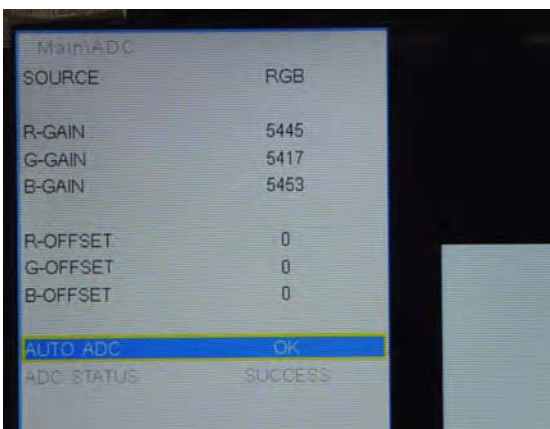 Main\ADC
SOURCE RGB
R-GAIN 5445
G-GAIN 5417
B-GAIN 5453
R-OFFSET 0
G-OFFSET 0
B-OFFSET 0
AUTO ADC OK
ADC STATUS SUCCESS